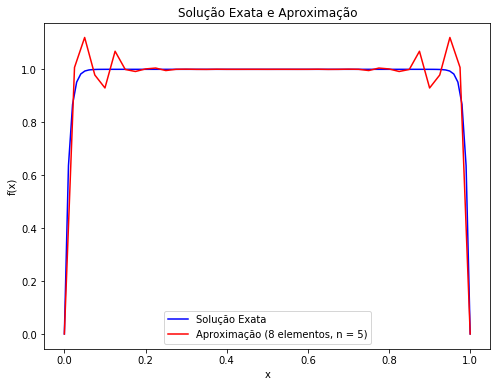 Solução Exata e Aproximação
f(x)
1.0
0.8
0.6
0.4
0.2
0.0
0.0 0.2 0.4 0.6 0.8 1.0
x
Solução Exata
Aproximação (8 elementos, n = 5)